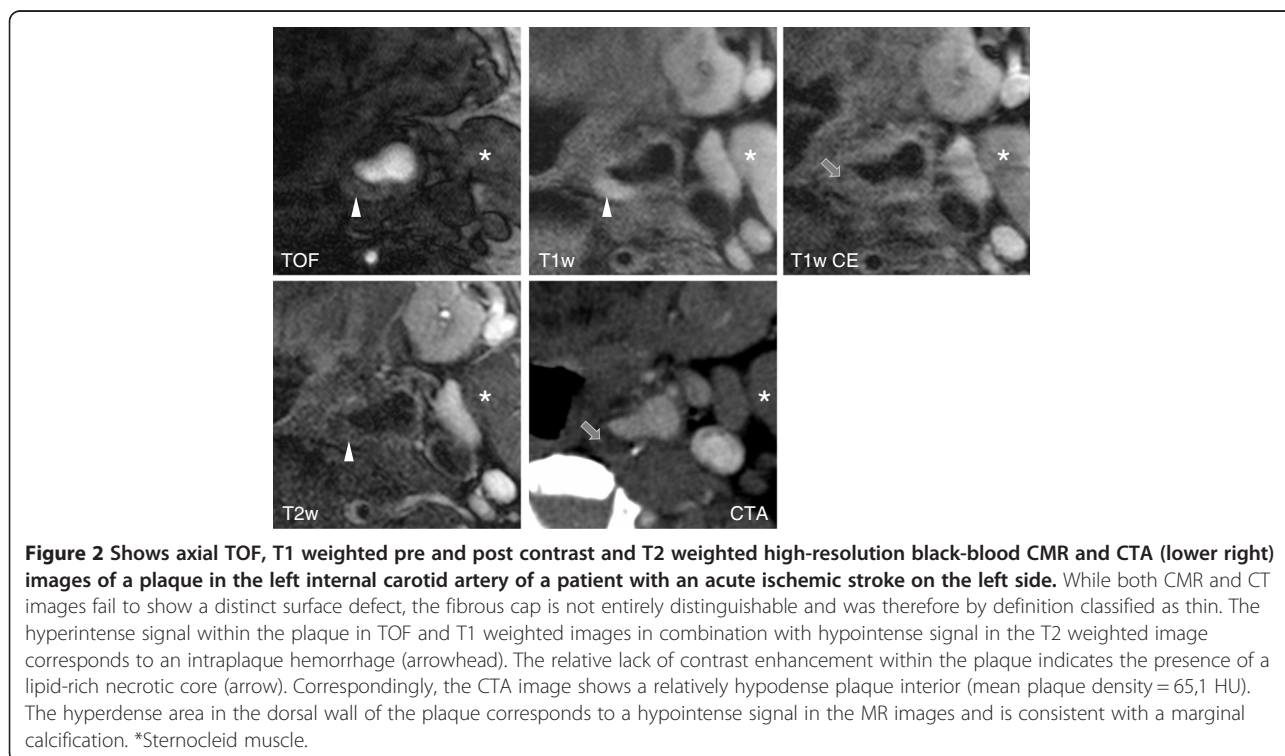 TOF
*
T1w
*
T1w CE
*
T2w
*
CTA
*
Figure 2 Shows axial TOF, T1 weighted pre and post contrast and T2 weighted high-resolution black-blood CMR and CTA (lower right)
images of a plaque in the left internal carotid artery of a patient with an acute ischemic stroke on the left side. While both CMR and CT
images fail to show a distinct surface defect, the fibrous cap is not entirely distinguishable and was therefore by definition classified as thin. The
hyperintense signal within the plaque in TOF and T1 weighted images in combination with hypointense signal in the T2 weighted image
corresponds to an intraplaque hemorrhage (arrowhead). The relative lack of contrast enhancement within the plaque indicates the presence of a
lipid-rich necrotic core (arrow). Correspondingly, the CTA image shows a relatively hypodense plaque interior (mean plaque density = 65,1 HU).
The hyperdense area in the dorsal wall of the plaque corresponds to a hypointense signal in the MR images and is consistent with a marginal
calcification. *Sternocleid muscle.